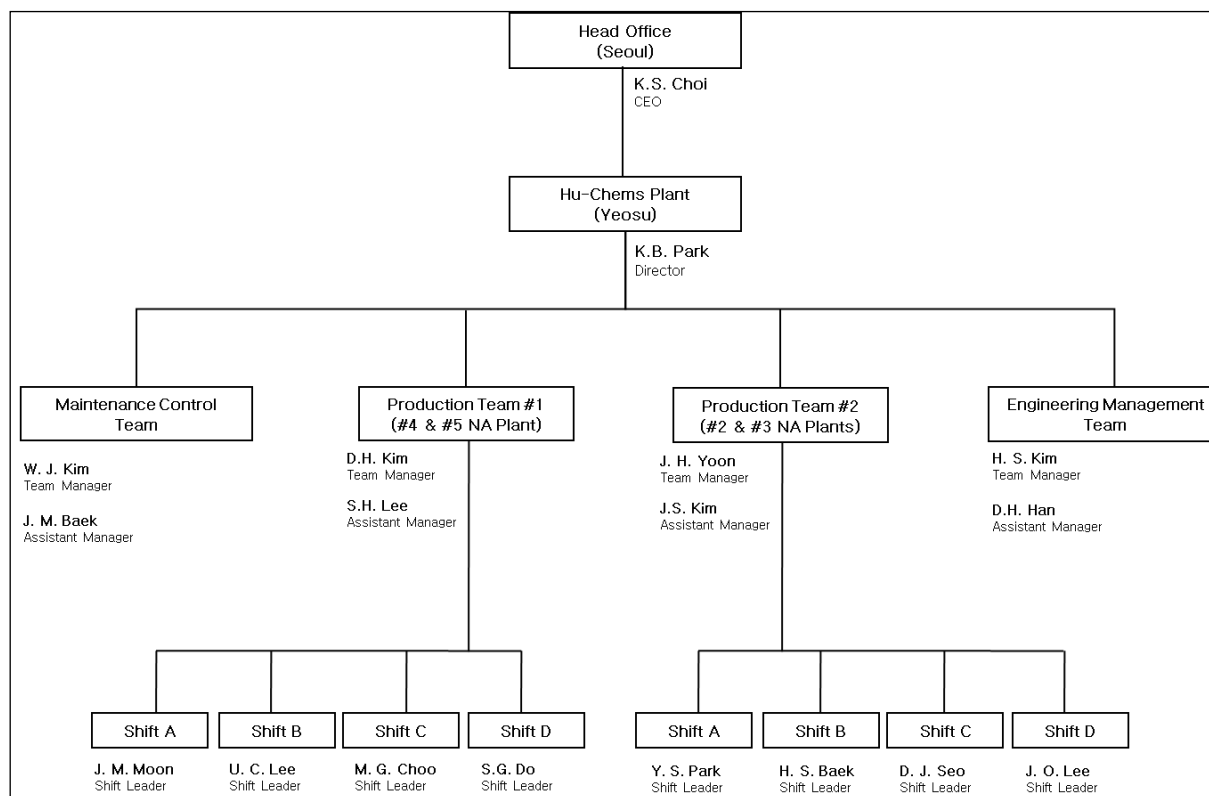 Head Office
(Seoul)
K.S. Choi
CEO
Hu-Chems Plant
(Yeosu)
K.B. Park
Director
Maintenance Control
Team
W. J. Kim
Team Manager
J. M. Baek
Assistant Manager
Production Team #1
(#4 & #5 NA Plant)
D.H. Kim
Team Manager
S.H. Lee
Assistant Manager
Production Team #2
(#2 & #3 NA Plants)
J. H. Yoon
Team Manager
J.S. Kim
Assistant Manager
Engineering Management
Team
H. S. Kim
Team Manager
D.H. Han
Assistant Manager
Shift A
J. M. Moon
Shift Leader
Shift B
U. C. Lee
Shift Leader
Shift C
M. G. Choo
Shift Leader
Shift D
S.G. Do
Shift Leader
Shift A
Y. S. Park
Shift Leader
Shift B
H. S. Baek
Shift Leader
Shift C
D. J. Seo
Shift Leader
Shift D
J. O. Lee
Shift Leader